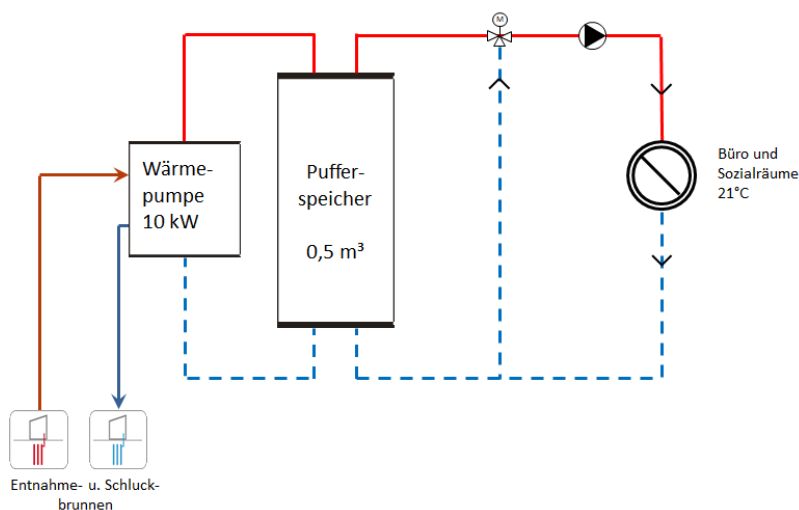 M
Wärme-
pumpe
10 kW
Puffer-
speicher
0,5 m³
Büro und
Sozialräume
21°C
Entnahme- u. Schluck-
brunnen